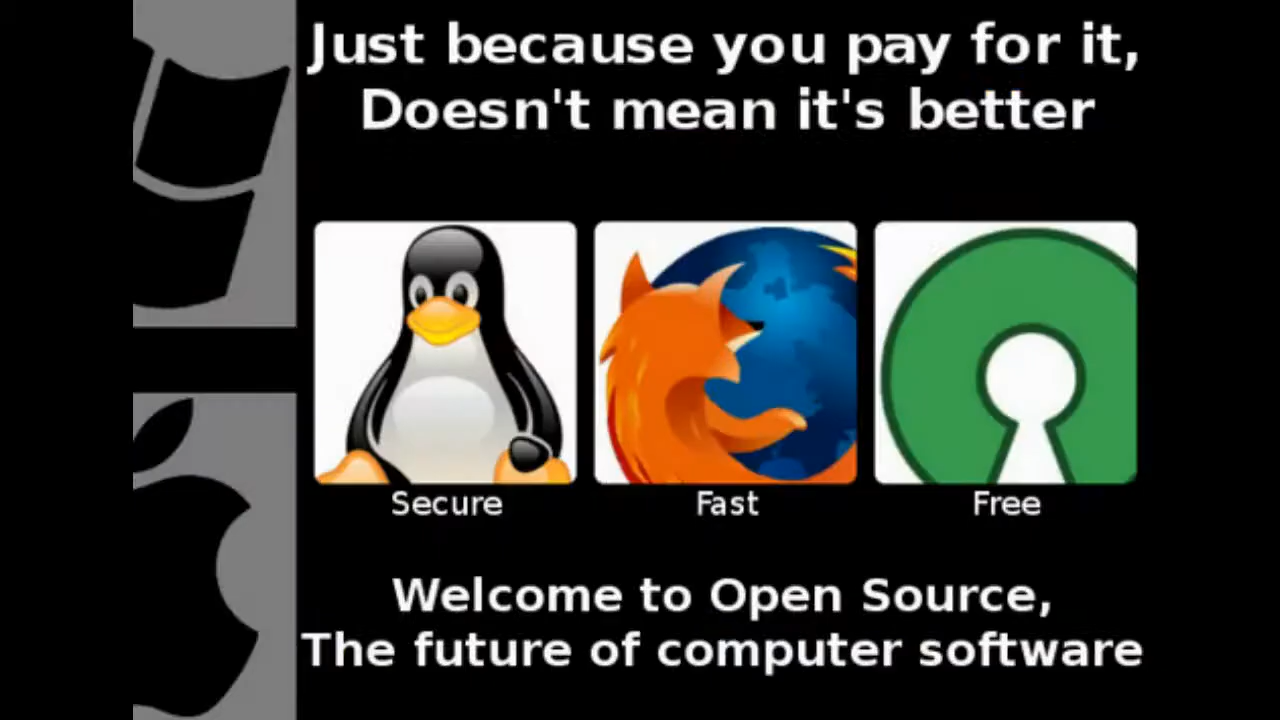 Just because you pay for it,
Doesn't mean it's better
Secure
Fast
Free
Welcome to Open Source,
The future of computer software